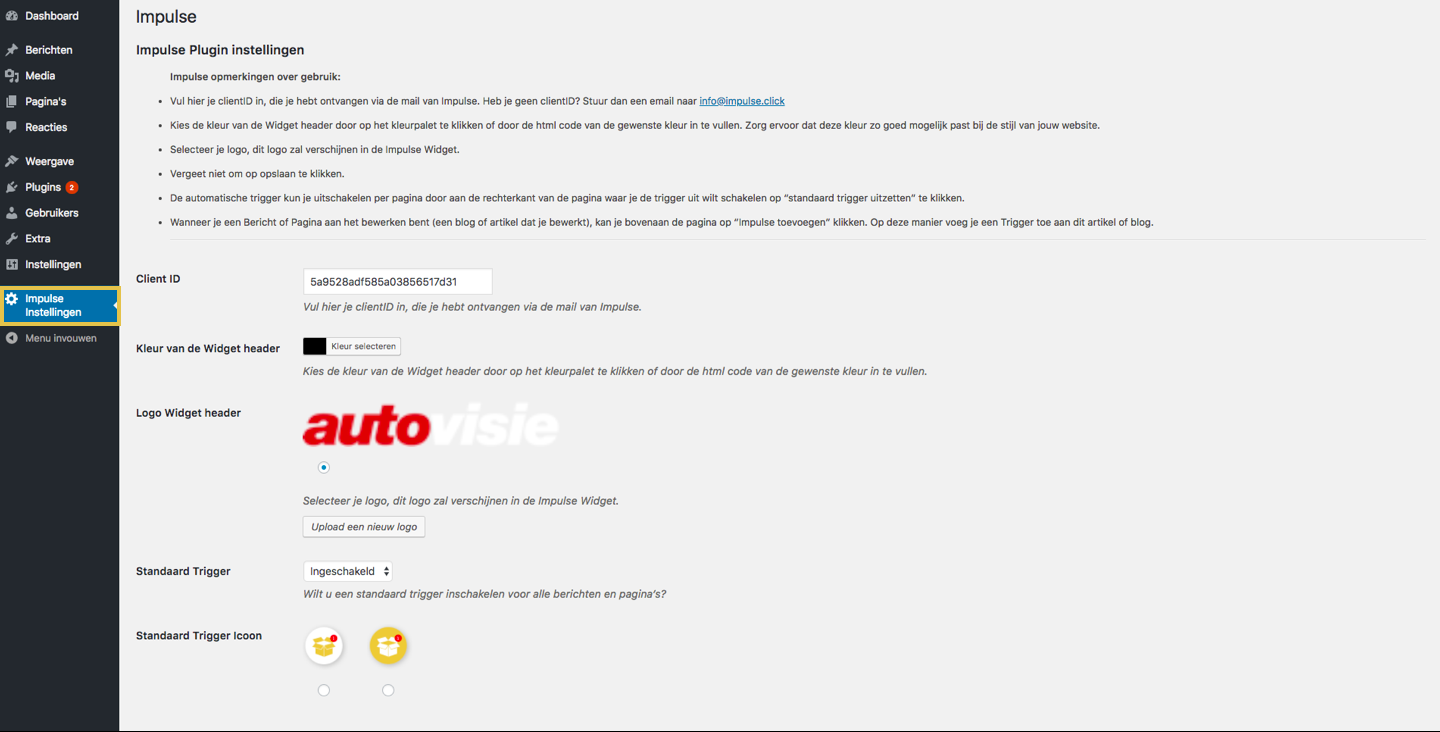 Dashboard
Berichten
Media
Pagina's
Reacties
Weergave
Plugins 2
Gebruikers
Extra
Instellingen
Impulse
Instellingen
Menu invouwen
Impulse
Impulse Plugin instellingen
Impulse opmerkingen over gebruik:
• Vul hier je clientID in, die je hebt ontvangen via de mail van Impulse. Heb je geen clientID? Stuur dan een email naar info@impulse.click
• Kies de kleur van de Widget header door op het kleurpalet te klikken of door de html code van de gewenste kleur in te vullen. Zorg ervoor dat deze kleur zo goed mogelijk past bij de stijl van jouw website.
• Selecteer je logo, dit logo zal verschijnen in de Impulse Widget.
• Vergeet niet om op opslaan te klikken.
• De automatische trigger kun je uitschakelen per pagina door aan de rechterkant van de pagina waar je de trigger uit wilt schakelen op “standaard trigger uitzetten” te klikken.
• Wanneer je een Bericht of Pagina aan het bewerken bent (een blog of artikel dat je bewerkt), kan je bovenaan de pagina op “Impulse toevoegen” klikken. Op deze manier voeg je een Trigger toe aan dit artikel of blog.
Client ID
5a9528adf585a03856517d31
Vul hier je clientID in, die je hebt ontvangen via de mail van Impulse.
Kleur van de Widget header
Kleur selecteren
Kies de kleur van de Widget header door op het kleurpalet te klikken of door de html code van de gewenste kleur in te vullen.
Logo Widget header
autovisie
Selecteer je logo, dit logo zal verschijnen in de Impulse Widget.
Upload een nieuw logo
Standaard Trigger
Ingeschakeld
Wilt u een standaard trigger inschakelen voor alle berichten en pagina's?
Standaard Trigger Icoon